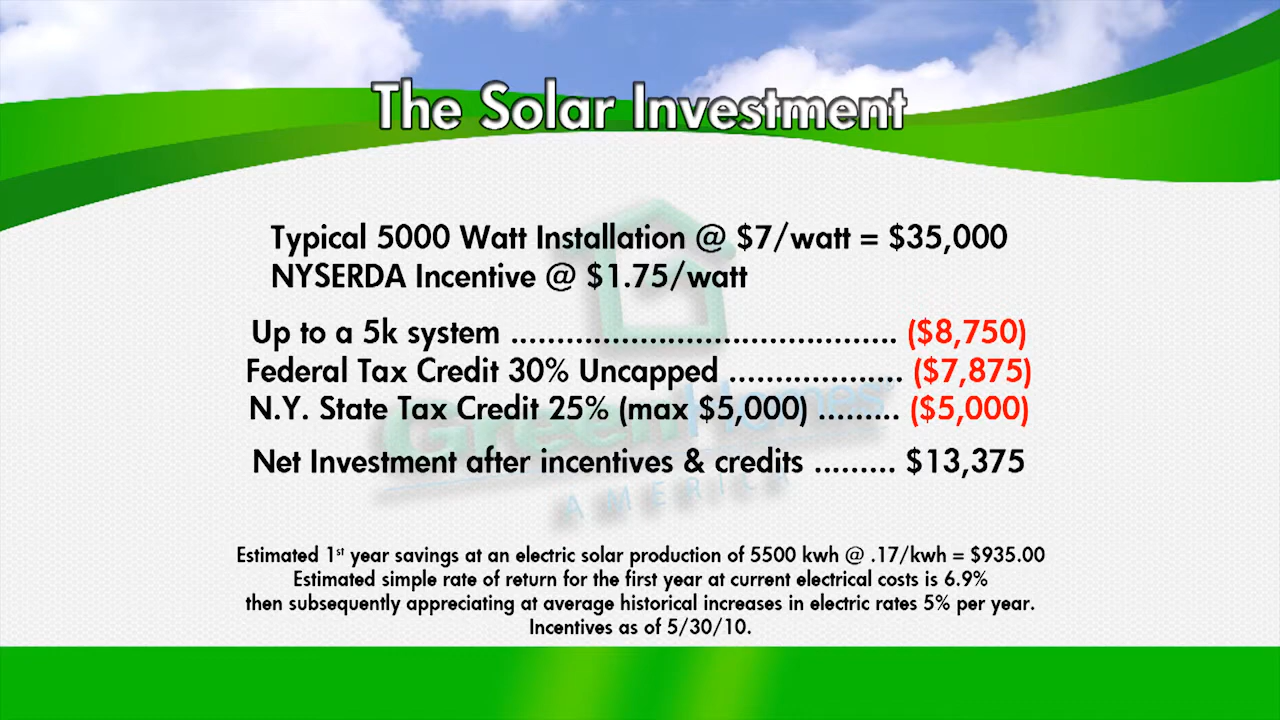 The Solar Investment
Typical 5000 Watt Installation @ $7/watt = $35,000
NYSERDA Incentive @ $1.75/watt
Up to a 5k system .......................................... ($8,750)
Federal Tax Credit 30% Uncapped ................... ($7,875)
N.Y. State Tax Credit 25% (max $5,000) ......... ($5,000)
GreenHomes
AMERICA
Net Investment after incentives & credits ......... $13,375
Estimated 1st year savings at an electric solar production of 5500 kwh @ .17/kwh = $935.00
Estimated simple rate of return for the first year at current electrical costs is 6.9%
then subsequently appreciating at average historical increases in electric rates 5% per year.
Incentives as of 5/30/10.